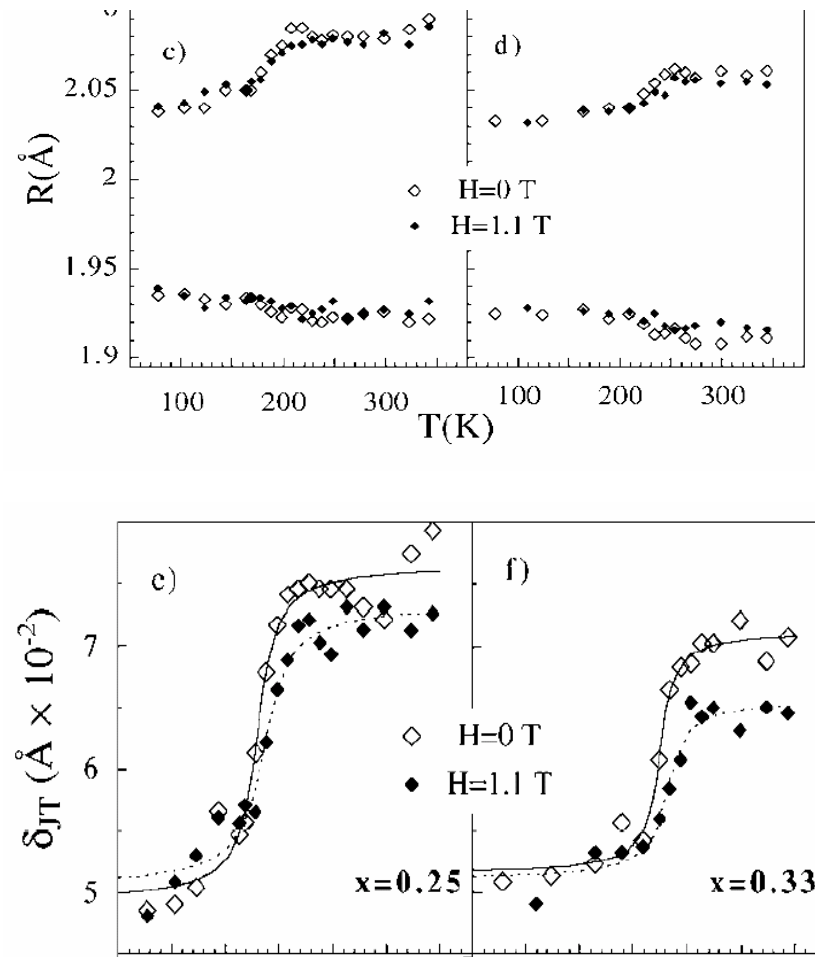 c)
d)
2.05
2
1.95
1.9
R(Å)
H=0 T
H=1.1 T
100 200 300 100 200 300
T(K)
e)
f)
7
6
5
δJT (Å × 10-2)
H=0 T
H=1.1 T
x=0.25
x=0.33